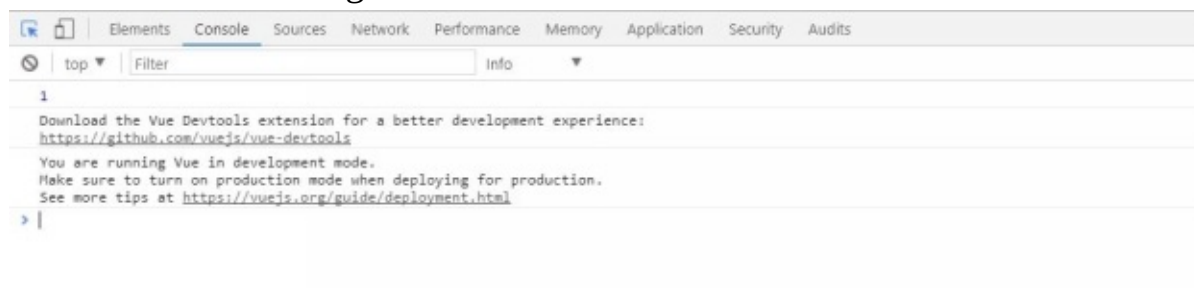 Elements Console Sources Network Performance Memory Application Security Audits
top ▼ Filter Info ▼
1
Download the Vue Devtools extension for a better development experience:
https://github.com/vuejs/vue-devtools
You are running Vue in development mode.
Make sure to turn on production mode when deploying for production.
See more tips at https://vuejs.org/guide/deployment.html
>